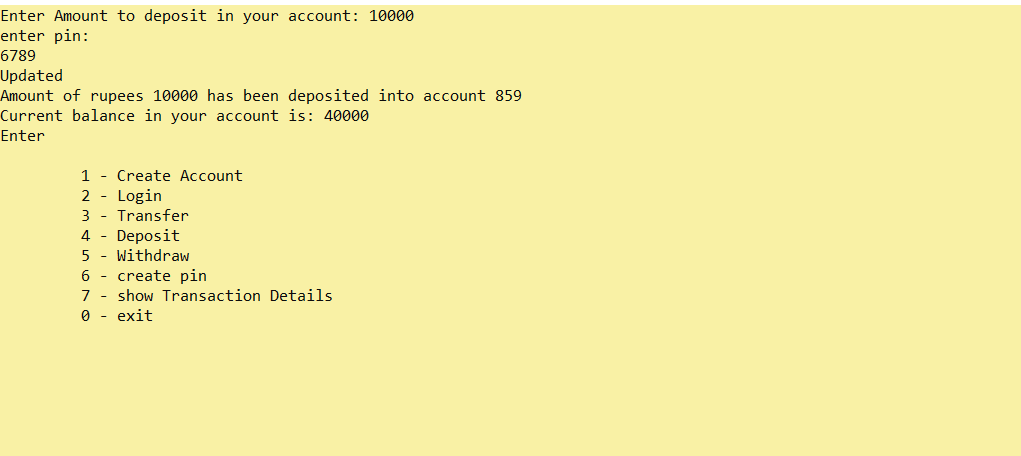 Enter Amount to deposit in your account: 10000
enter pin:
6789
Updated
Amount of rupees 10000 has been deposited into account 859
Current balance in your account is: 40000
Enter
1 - Create Account
2 - Login
3 - Transfer
4 - Deposit
5 - Withdraw
6 - create pin
7 - show Transaction Details
0 - exit